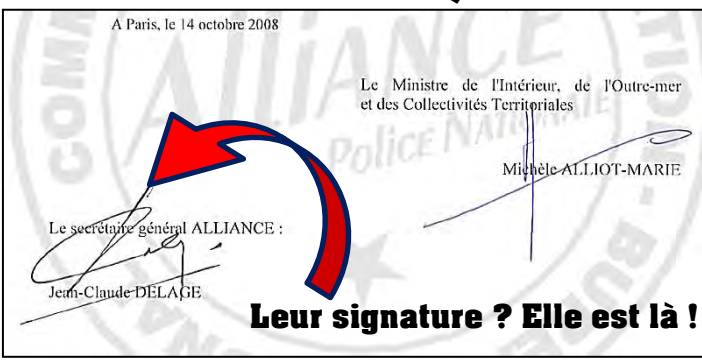 A Paris, le 14 octobre 2008
Le Ministre de l'Intérieur, de l'Outre-mer
et des Collectivités Territoriales
Michèle ALLIOT-MARIE
Le secrétaire général ALLIANCE :
Jean-Claude DELAGE
Leur signature ? Elle est là !
ALLiANCE
POLiCE NATIONALE